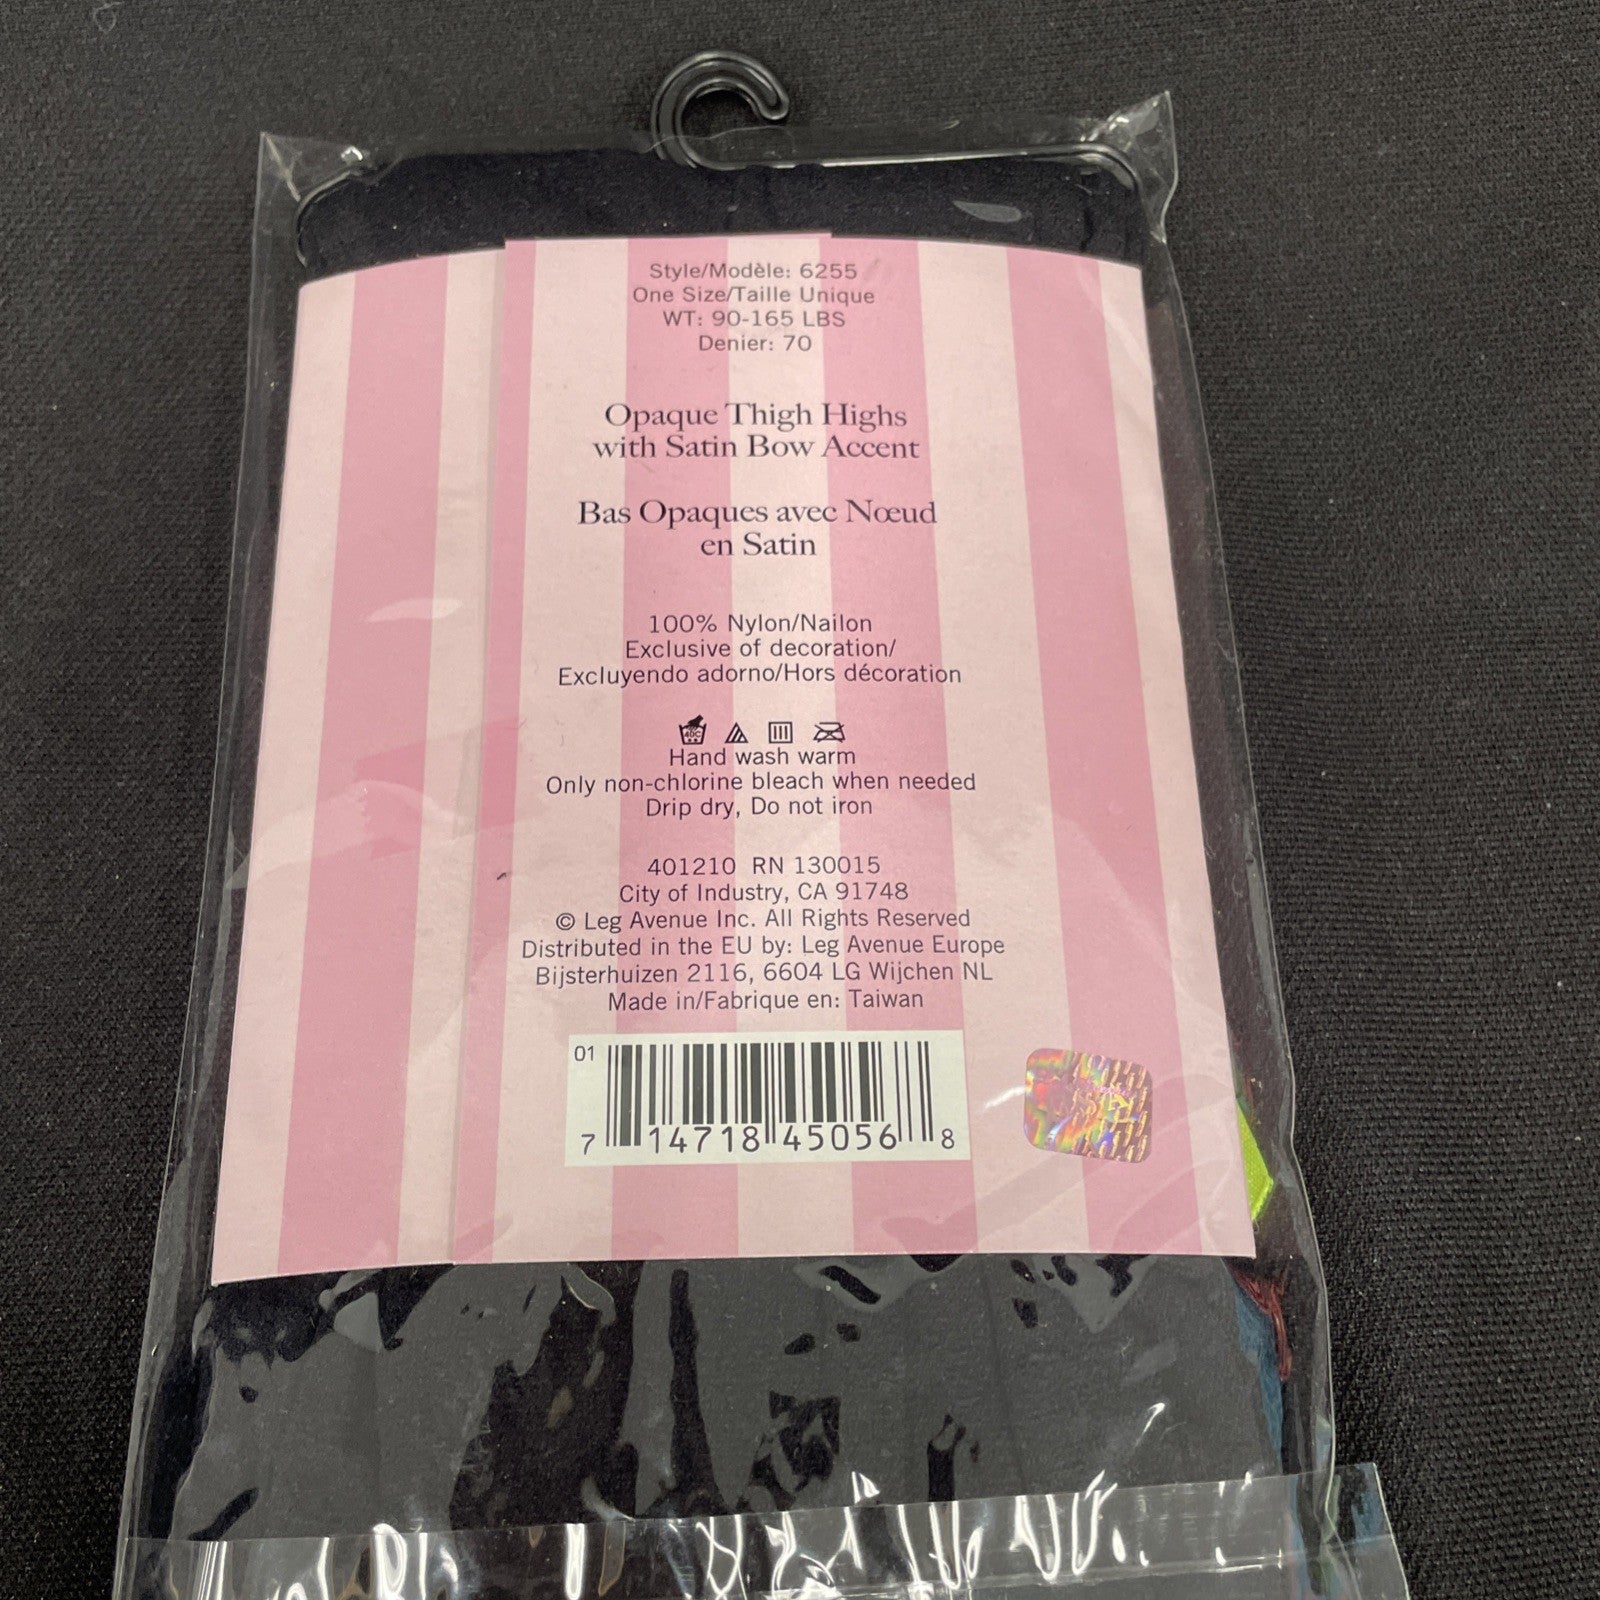 Style/Modèle: 6255
One Size/Taille Unique
WT: 90-165 LBS
Denier: 70
Opaque Thigh Highs
with Satin Bow Accent
Bas Opaques avec Nœud
en Satin
100% Nylon/Nailon
Exclusive of decoration/
Excluyendo adorno/Hors décoration
40C
Hand wash warm
Only non-chlorine bleach when needed
Drip dry, Do not iron
401210 RN 130015
City of Industry, CA 91748
© Leg Avenue Inc. All Rights Reserved
Distributed in the EU by: Leg Avenue Europe
Bijsterhuizen 2116, 6604 LG Wijchen NL
Made in/Fabrique en: Taiwan
01
7 14718 45056 8